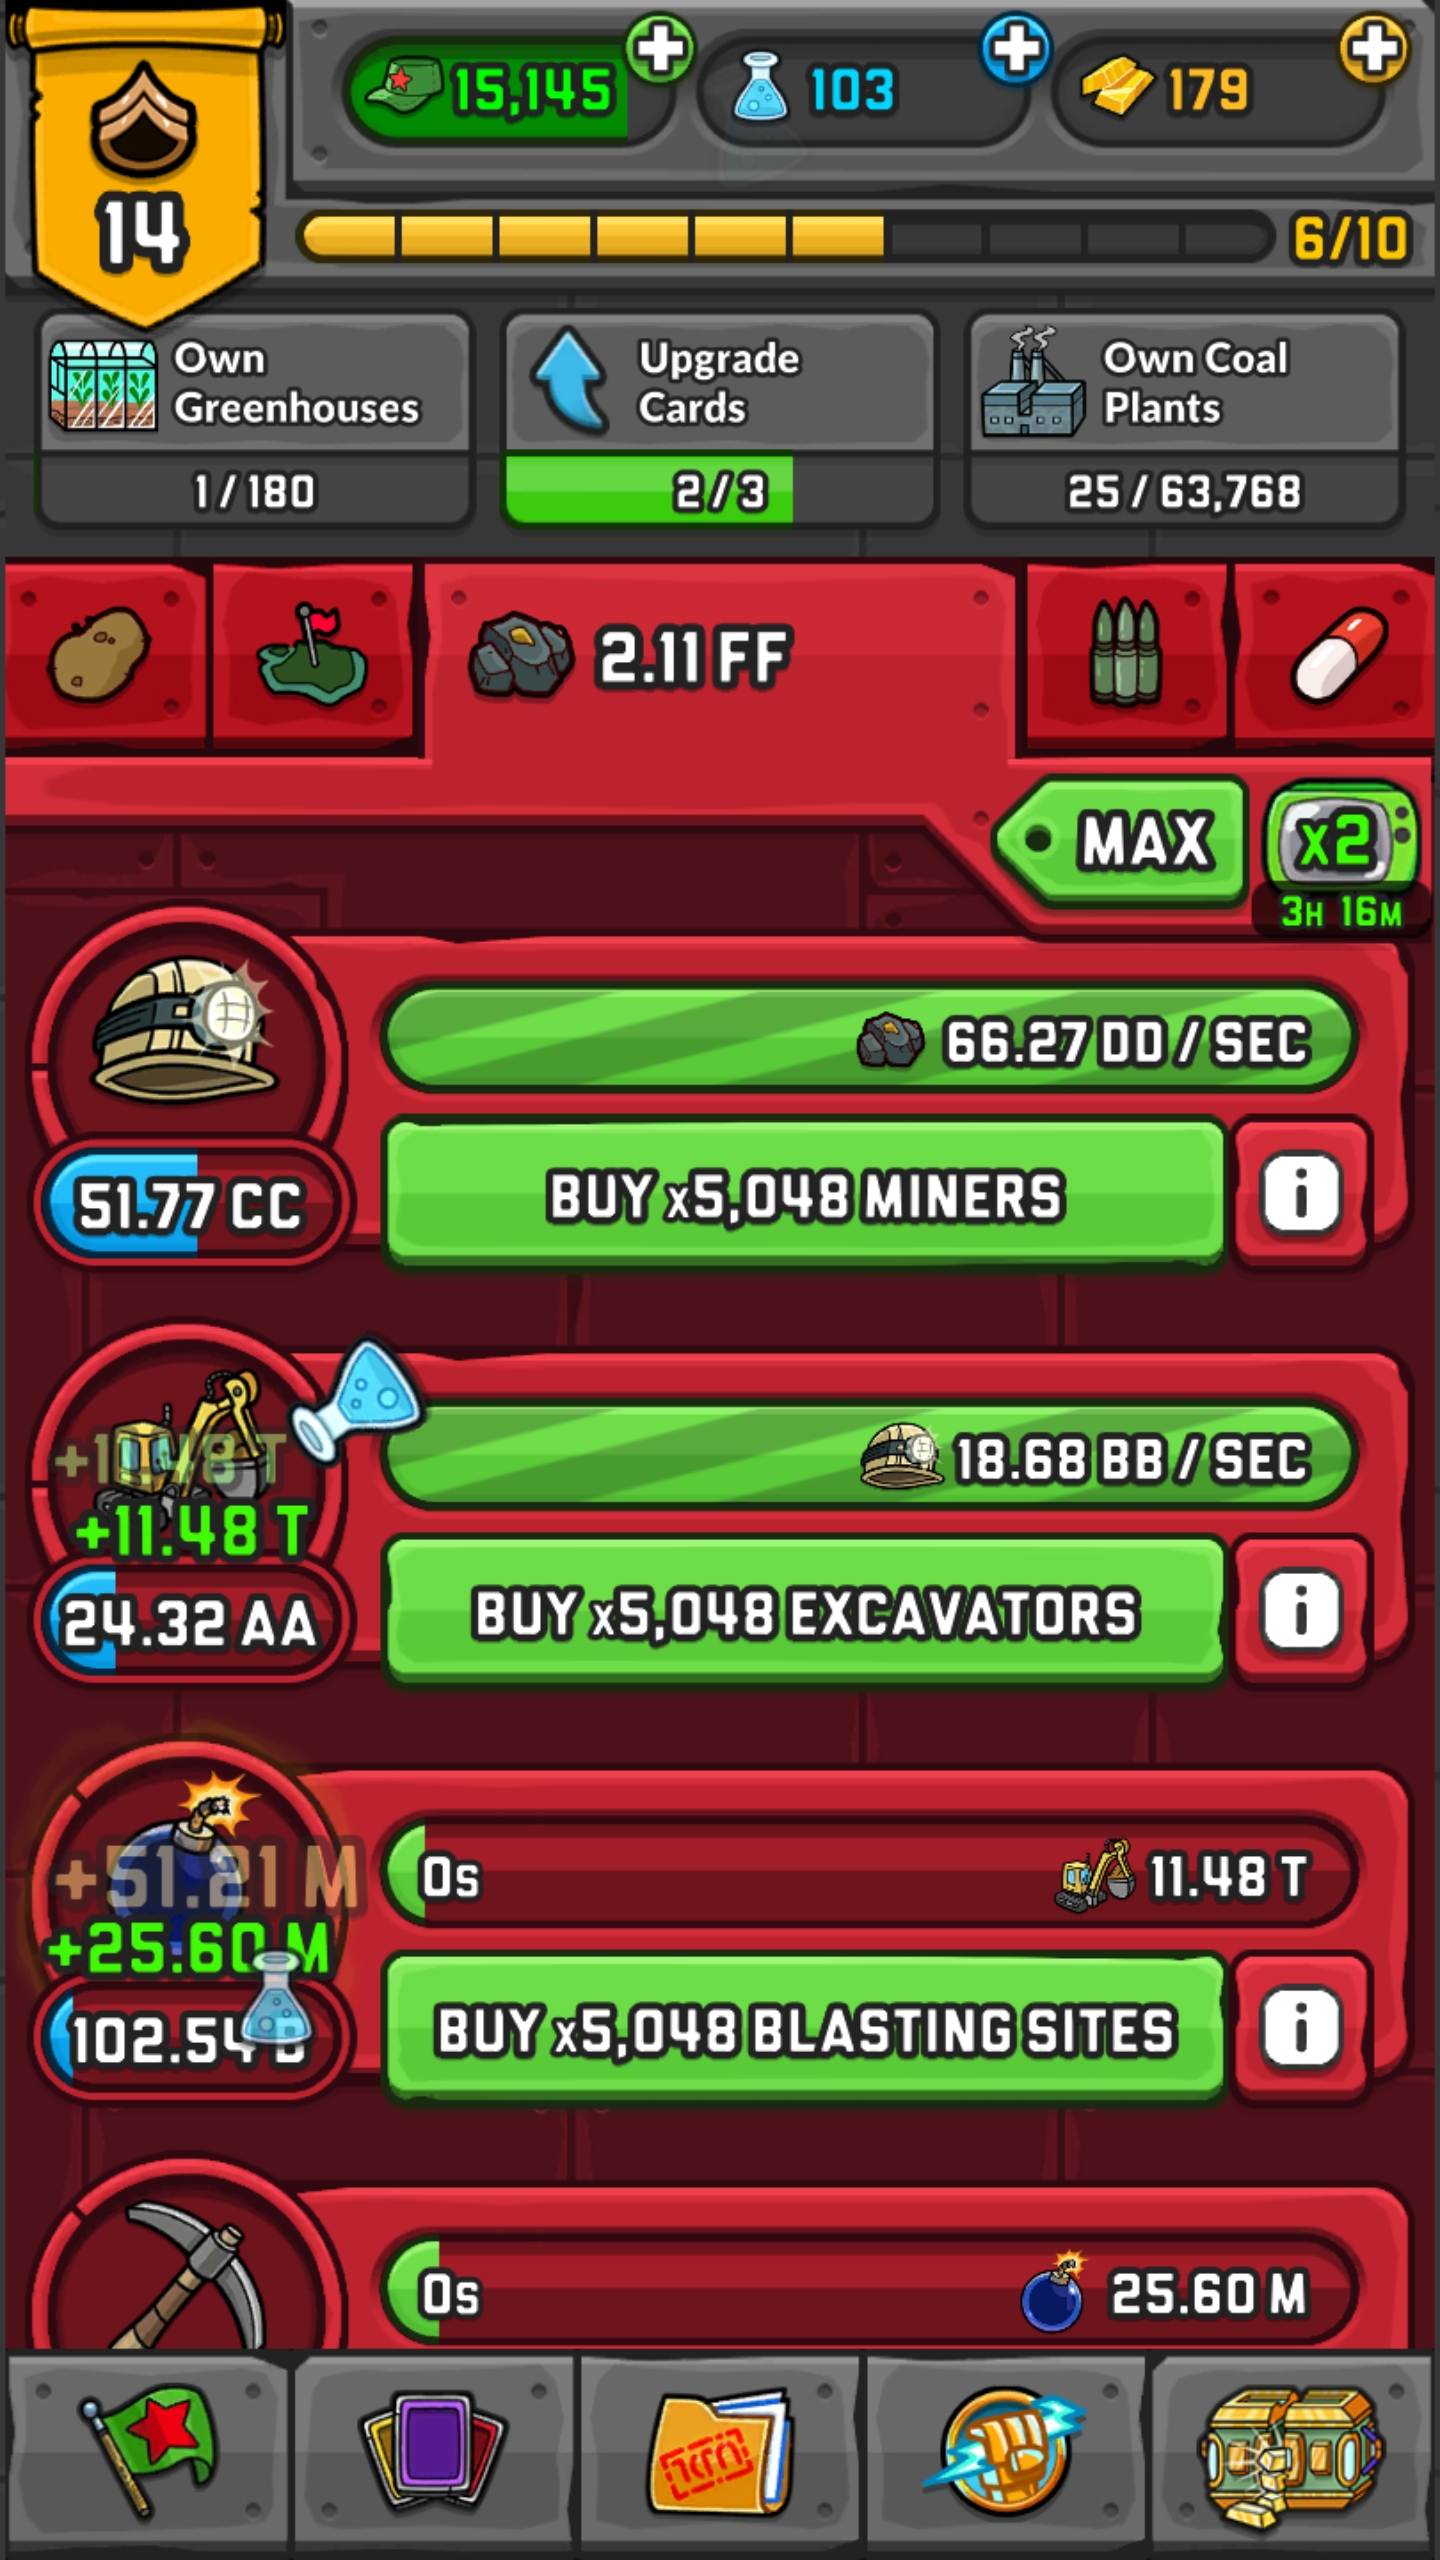 15,145
103
179
14
6/10
Own
Greenhouses
1/180
Upgrade
Cards
2/3
Own Coal
Plants
25/63,768
2.11 FF
MAX
x2
3H 16M
66.27 DD / SEC
51.77 CC
BUY x5,048 MINERS
i
18.68 BB / SEC
+11.48 T
+11.48 T
24.32 AA
BUY x5,048 EXCAVATORS
i
+51.21 M
0s
11.48 T
+25.60 M
102.54 B
BUY x5,048 BLASTING SITES
i
0s
25.60 M